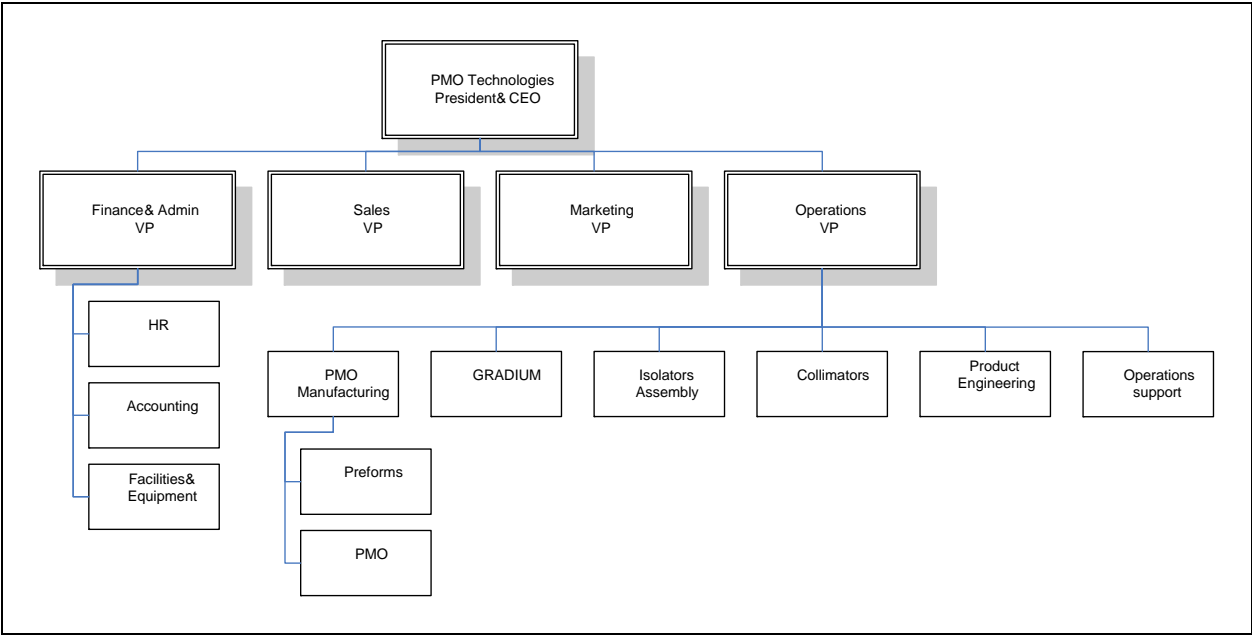 PMO Technologies
President& CEO
Finance& Admin
VP
Sales
VP
Marketing
VP
Operations
VP
HR
Accounting
Facilities&
Equipment
PMO
Manufacturing
GRADIUM
Isolators
Assembly
Collimators
Product
Engineering
Operations
support
Preforms
PMO